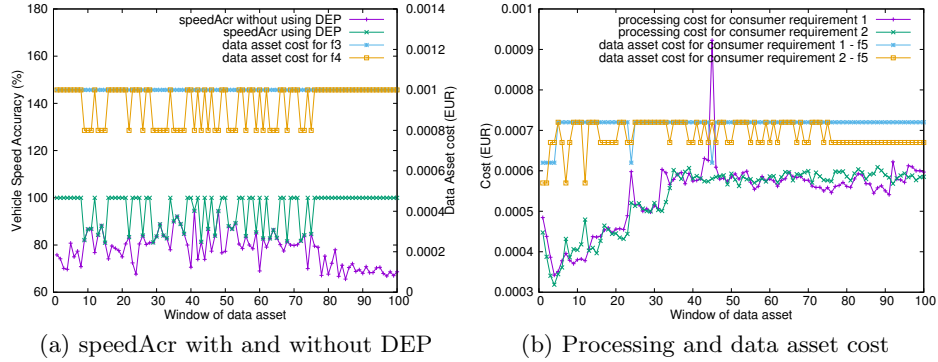 speedAcr without using DEP
speedAcr using DEP
data asset cost for f3
data asset cost for f4
Vehicle Speed Accuracy (%)
180
160
140
120
100
80
60
0.0014
0.0012
0.001
0.0008
0.0006
0.0004
0.0002
0
Data Asset cost (EUR)
0 10 20 30 40 50 60 70 80 90 100
Window of data asset
(a) speedAcr with and without DEP
processing cost for consumer requirement 1
processing cost for consumer requirement 2
data asset cost for consumer requirement 1 - f5
data asset cost for consumer requirement 2 - f5
Cost (EUR)
0.001
0.0009
0.0008
0.0007
0.0006
0.0005
0.0004
0.0003
0 10 20 30 40 50 60 70 80 90 100
Window of data asset
(b) Processing and data asset cost